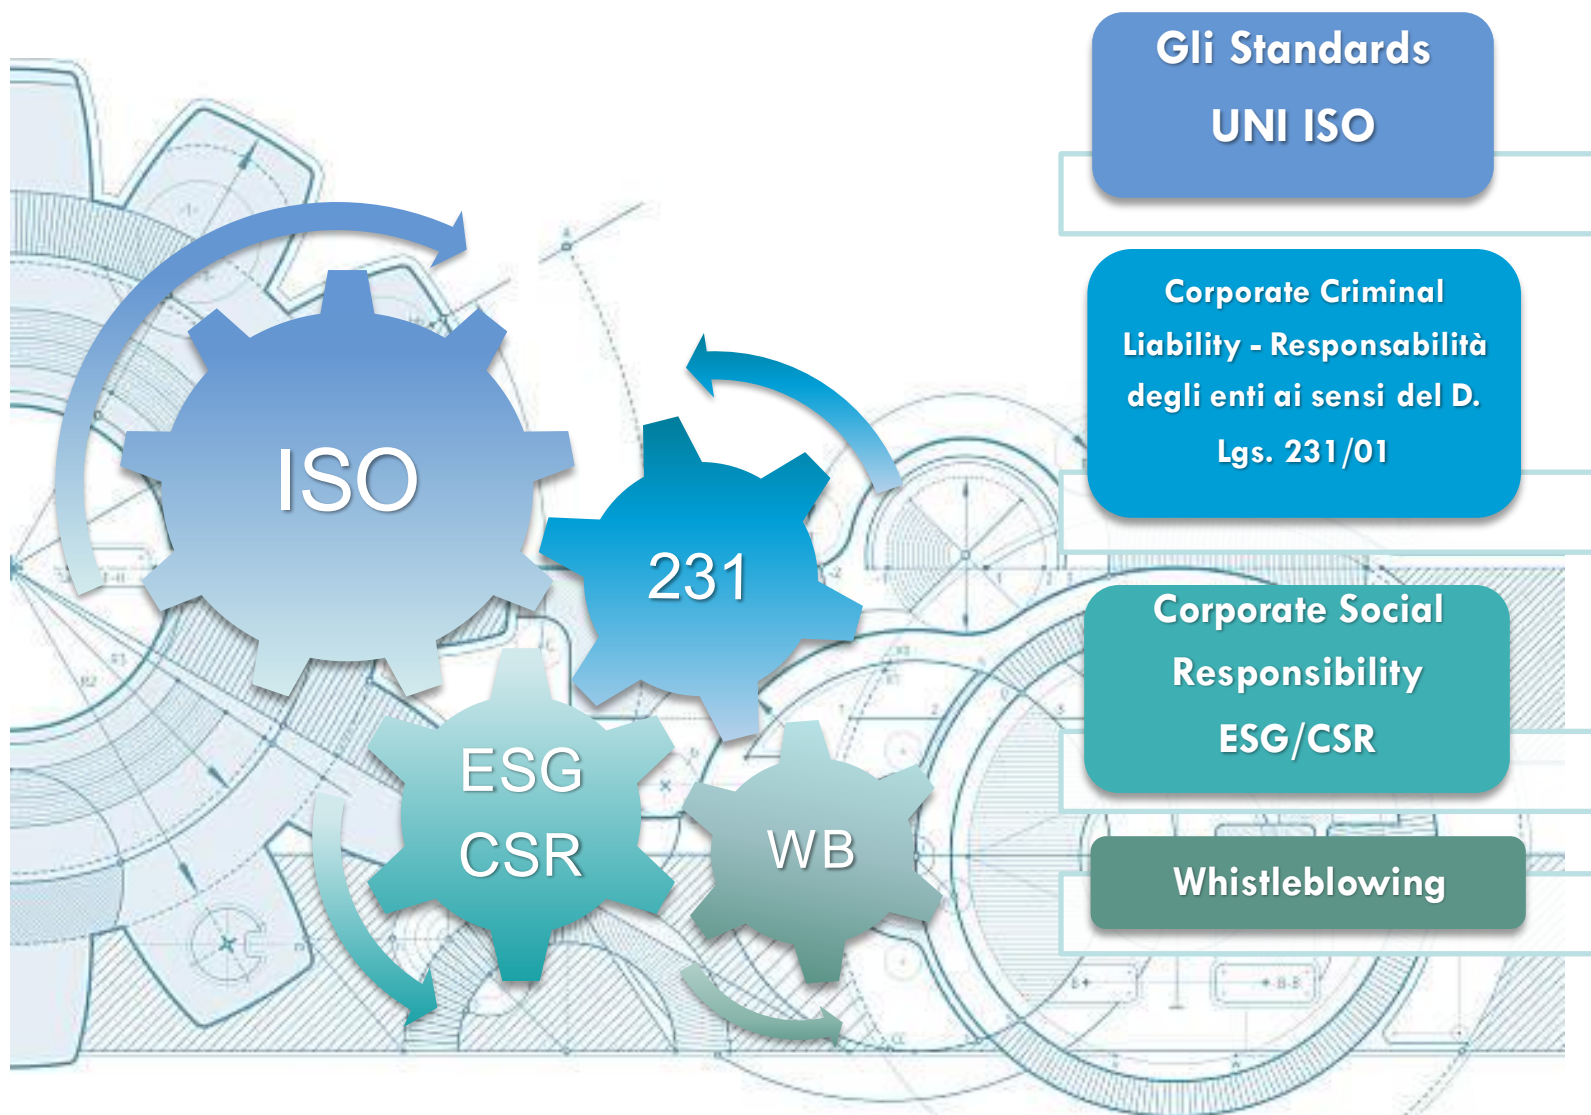 Gli Standards
UNI ISO
Corporate Criminal
Liability - Responsabilità
degli enti ai sensi del D.
Lgs. 231/01
Corporate Social
Responsibility
ESG/CSR
Whistleblowing
ISO
231
ESG
CSR
WB